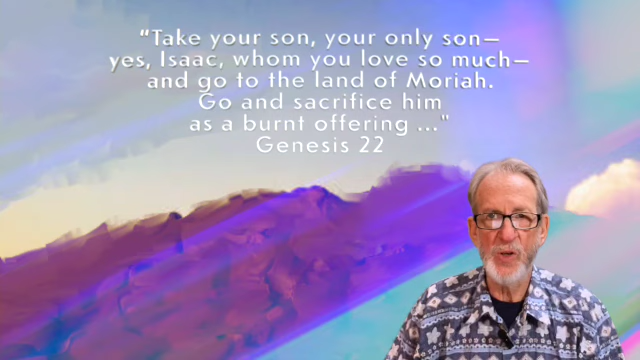 “Take your son, your only son—
yes, Isaac, whom you love so much—
and go to the land of Moriah.
Go and sacrifice him
as a burnt offering ..."
Genesis 22